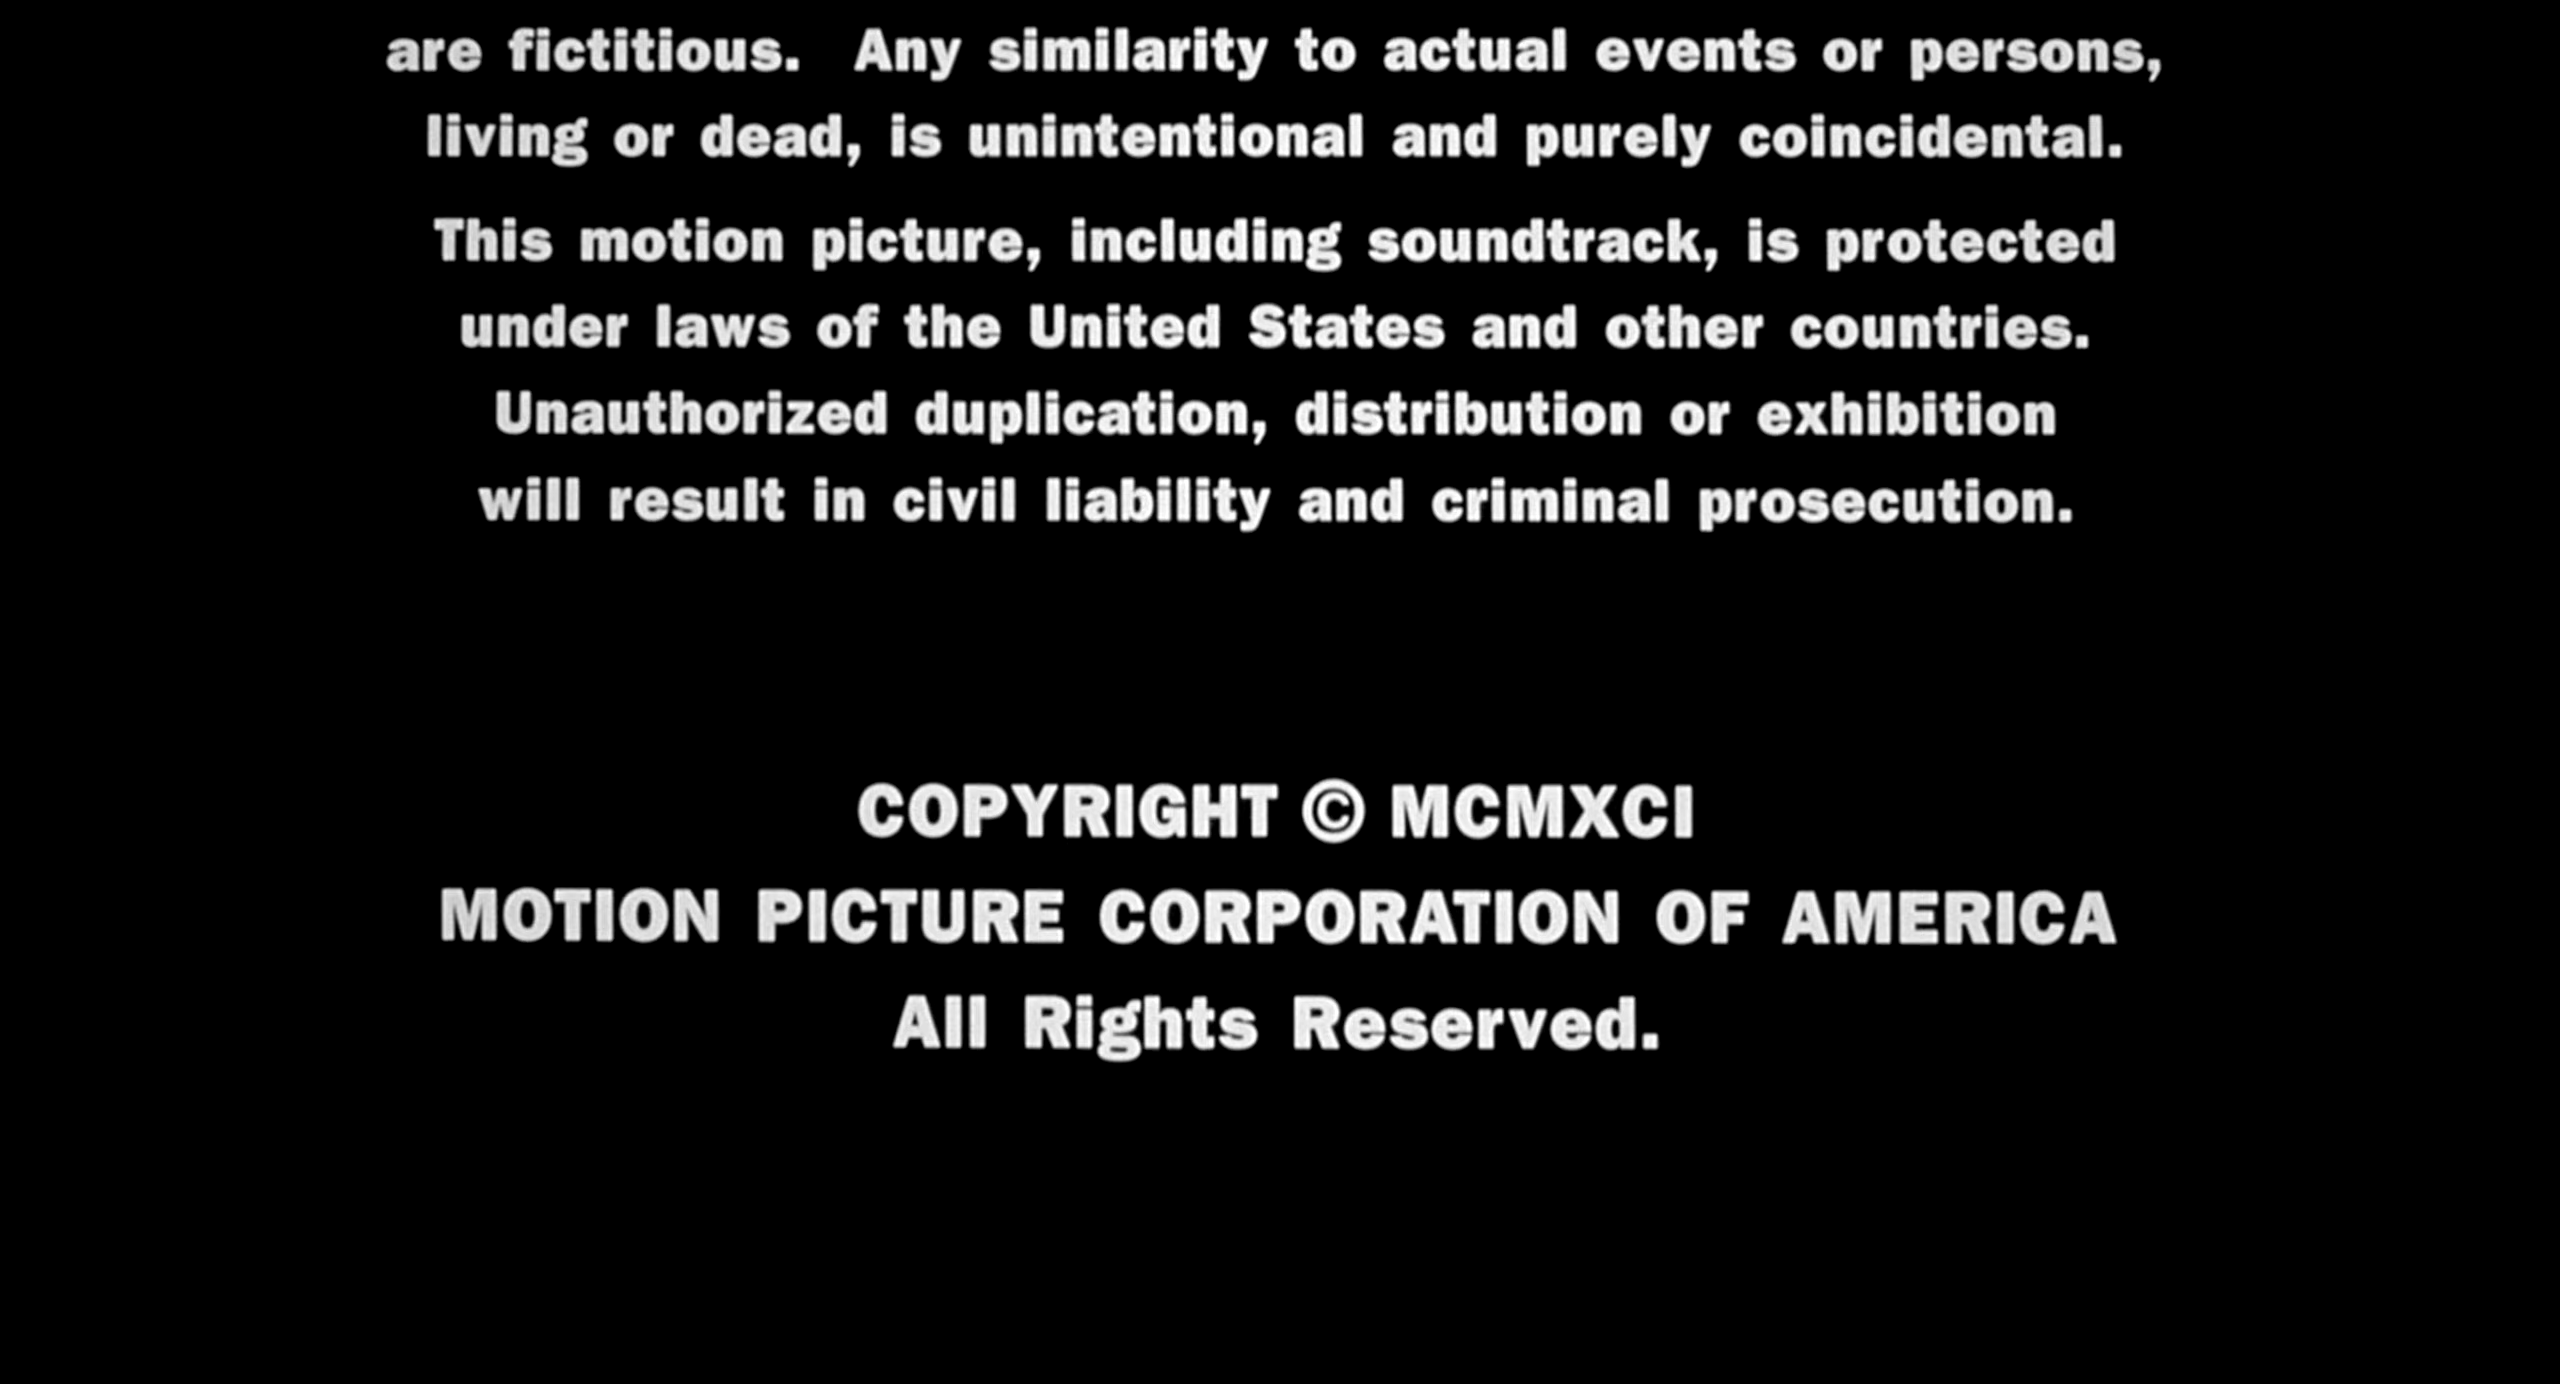 are fictitious. Any similarity to actual events or persons,
living or dead, is unintentional and purely coincidental.
This motion picture, including soundtrack, is protected
under laws of the United States and other countries.
Unauthorized duplication, distribution or exhibition
will result in civil liability and criminal prosecution.
COPYRIGHT © MCMXCI
MOTION PICTURE CORPORATION OF AMERICA
All Rights Reserved.